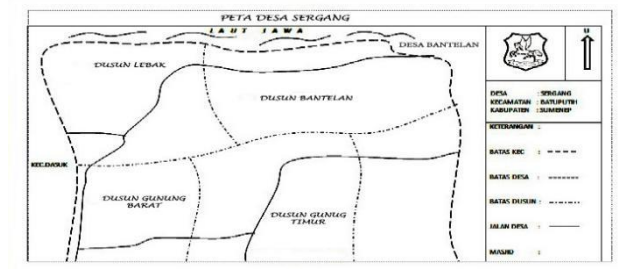 PETA DESA SERGANG
LAUT JAWA
DESA BANTELAN
DUSUN LEBAK
DUSUN BANTELAN
KEC.DASUK
DUSUN GUNUNG
BARAT
DUSUN GUNUG
TIMUR
U
DESA : SERGANG
KECAMATAN : BATUPUTIH
KABUPATEN : SUMENEP
KETERANGAN :
BATAS KEC :
BATAS DESA :
BATAS DUSUN :
JALAN DESA :
MASJID :